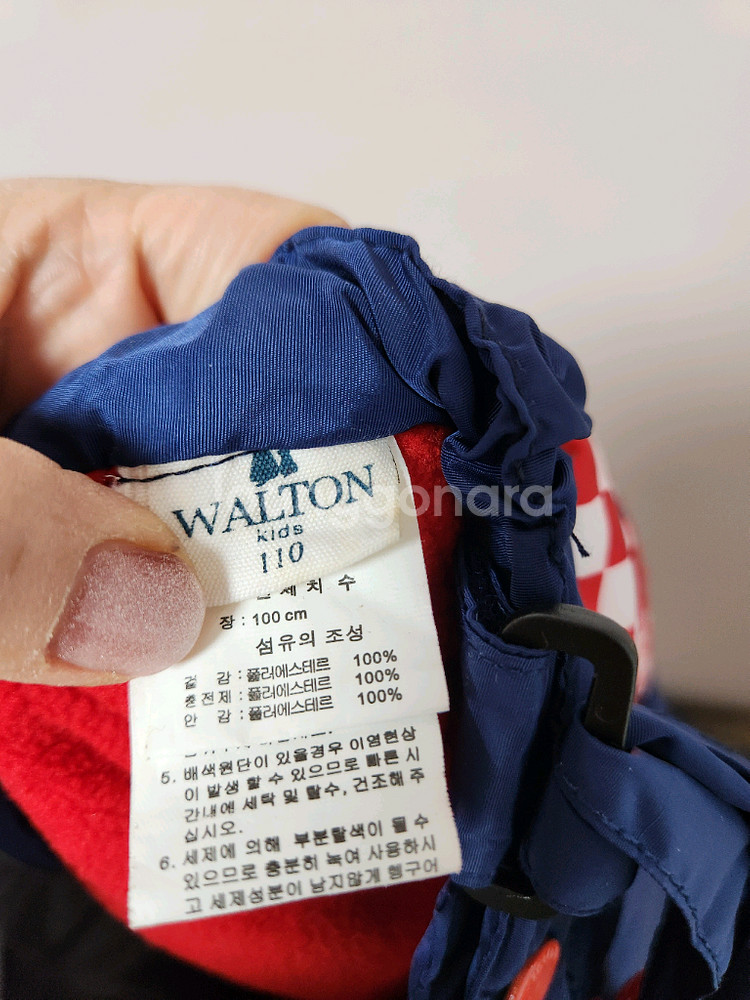 WALTON
kids
110
ggonara
체 치 수
장 : 100 cm
섬유의 조성
겉 감 : 폴리에스테르 100%
충전제 : 폴리에스테르 100%
안 감 : 폴리에스테르 100%
5. 배색원단이 있을경우 이염현상
이 발생 할 수 있으므로 빠른 시
간내에 세탁 및 탈수, 건조해 주
십시오.
6. 세제에 의해 부분탈색이 될 수
있으므로 충분히 녹여 사용하시
고 세제성분이 남지않게 헹구어